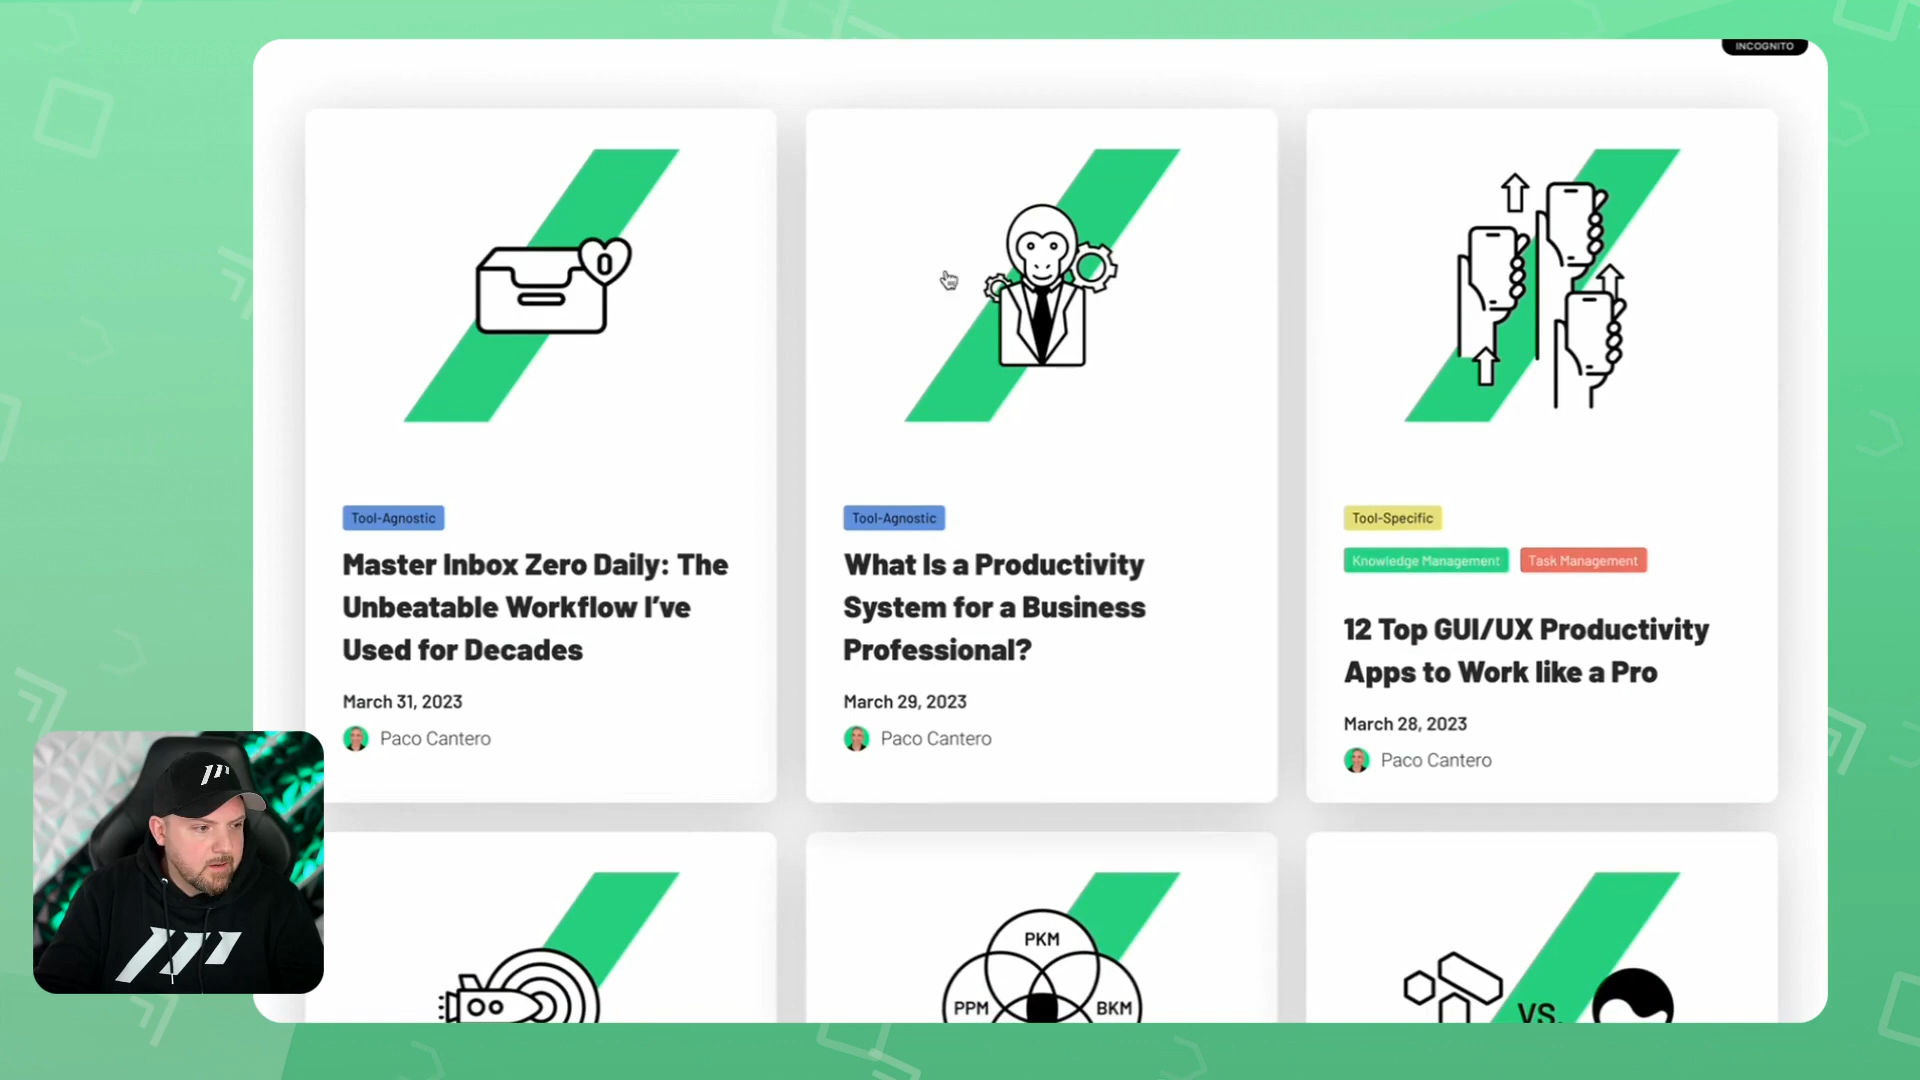 INCOGNITO
Tool-Agnostic
Master Inbox Zero Daily: The
Unbeatable Workflow I’ve
Used for Decades
March 31, 2023
Paco Cantero
Tool-Agnostic
What Is a Productivity
System for a Business
Professional?
March 29, 2023
Paco Cantero
Tool-Specific
Knowledge Management
Task Management
12 Top GUI/UX Productivity
Apps to Work like a Pro
March 28, 2023
Paco Cantero
PKM
PPM
BKM
VS.